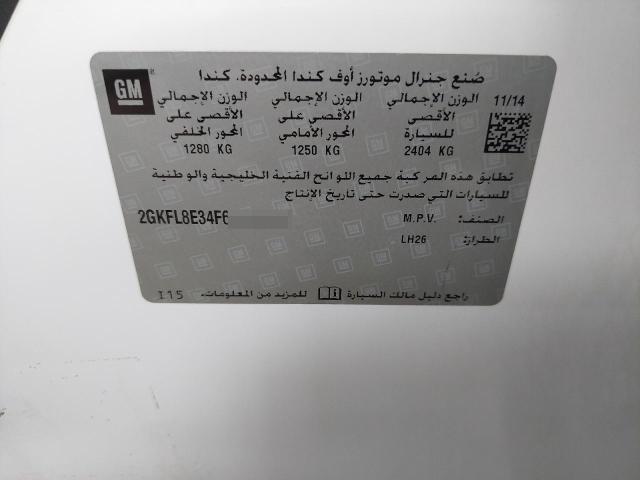 GM
صُنع جنرال موتورز أوف كندا المحدودة، كندا
11/14
الوزن الإجمالي الوزن الإجمالي الوزن الإجمالي
الأقصى الأقصى على الأقصى على
للسيارة المحور الأمامي المحور الخلفي
2404 KG 1250 KG 1280 KG
تطابق هذه المركبة جميع اللوائح الفنية الخليجية والوطنية
للسيارات التي صدرت حتى تاريخ الإنتاج
الصنف: M.P.V. 2GKFL8E34F6
الطراز: LH26
راجع دليل مالك السيارة للمزيد من المعلومات. I15